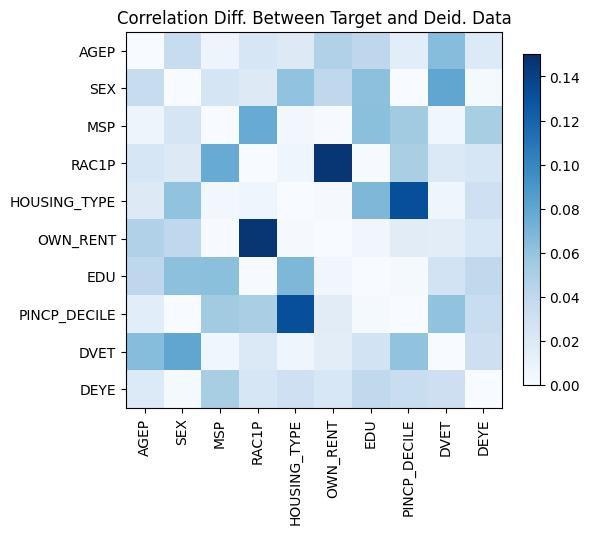 Correlation Diff. Between Target and Deid. Data
AGEP
SEX
MSP
RAC1P
HOUSING_TYPE
OWN_RENT
EDU
PINCP_DECILE
DVET
DEYE
AGEP
SEX
MSP
RAC1P
HOUSING_TYPE
OWN_RENT
EDU
PINCP_DECILE
DVET
DEYE
0.14
0.12
0.10
0.08
0.06
0.04
0.02
0.00